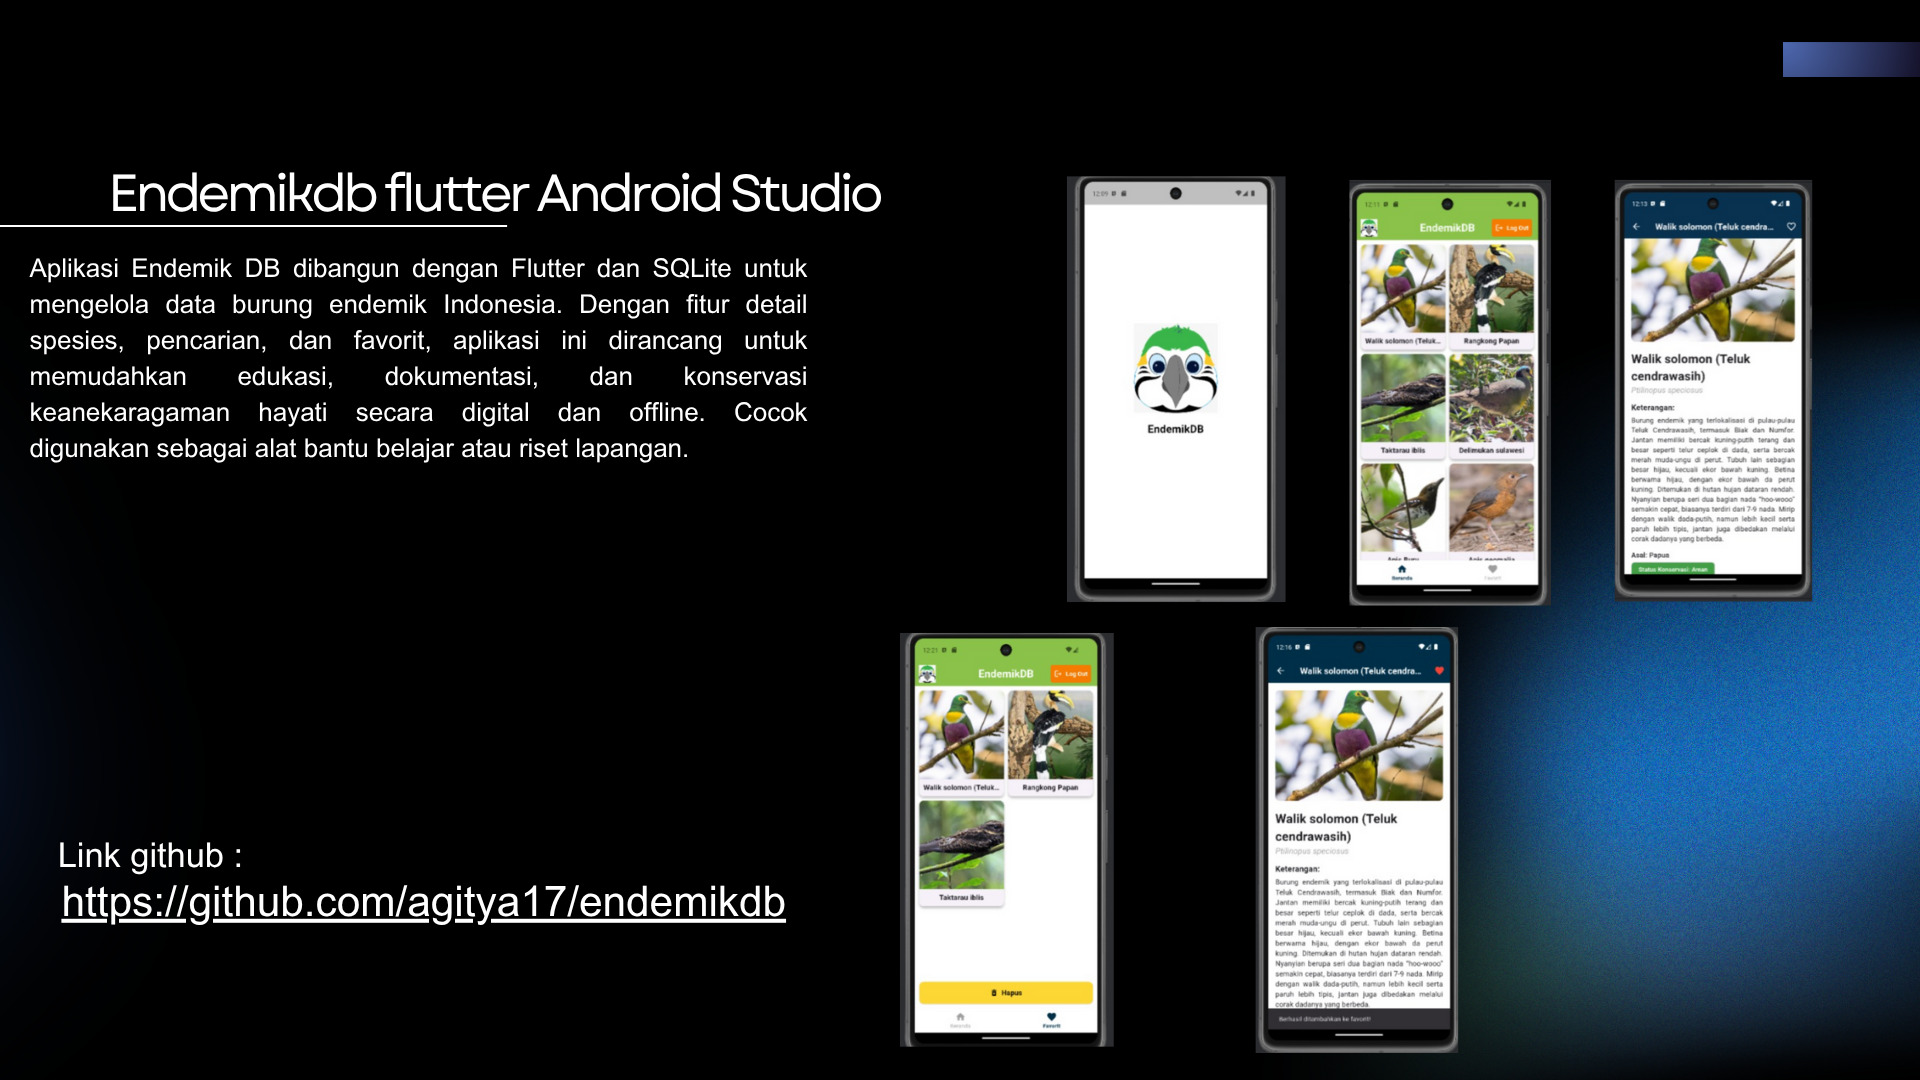 Endemikdb flutter Android Studio
Aplikasi Endemik DB dibangun dengan Flutter dan SQLite untuk
mengelola data burung endemik Indonesia. Dengan fitur detail
spesies, pencarian, dan favorit, aplikasi ini dirancang untuk
memudahkan edukasi, dokumentasi, dan konservasi
keanekaragaman hayati secara digital dan offline. Cocok
digunakan sebagai alat bantu belajar atau riset lapangan.
Link github :
https://github.com/agitya17/endemikdb
12:09
EndemikDB
12:11
EndemikDB
Log Out
Walik solomon (Teluk...
Rangkong Papan
Taktarau iblis
Delimukan sulawesi
Beranda
Favorit
12:13
Walik solomon (Teluk cendra...
Walik solomon (Teluk
cendrawasih)
Ptilinopus speciosus
Keterangan:
Burung endemik yang terlokalisasi di pulau-pulau
Teluk Cendrawasih, termasuk Biak dan Numfor.
Jantan memiliki bercak kuning-putih terang dan
besar seperti telur ceplok di dada, serta bercak
merah muda-ungu di perut. Tubuh lain sebagian
besar hijau, kecuali ekor bawah kuning. Betina
berwarna hijau, dengan ekor bawah da perut
kuning. Ditemukan di hutan hujan dataran rendah.
Nyanyian berupa seri dua bagian nada "hoo-wooo"
semakin cepat, biasanya terdiri dari 7-9 nada. Mirip
dengan walik dada-putih, namun lebih kecil serta
paruh lebih tipis, jantan juga dibedakan melalui
corak dadanya yang berbeda.
Asal: Papua
Status Konservasi: Aman
12:21
EndemikDB
Log Out
Walik solomon (Teluk...
Rangkong Papan
Taktarau iblis
Hapus
Beranda
Favorit
12:16
Walik solomon (Teluk cendra...
Walik solomon (Teluk
cendrawasih)
Ptilinopus speciosus
Keterangan:
Burung endemik yang terlokalisasi di pulau-pulau
Teluk Cendrawasih, termasuk Biak dan Numfor.
Jantan memiliki bercak kuning-putih terang dan
besar seperti telur ceplok di dada, serta bercak
merah muda-ungu di perut. Tubuh lain sebagian
besar hijau, kecuali ekor bawah kuning. Betina
berwarna hijau, dengan ekor bawah da perut
kuning. Ditemukan di hutan hujan dataran rendah.
Nyanyian berupa seri dua bagian nada "hoo-wooo"
semakin cepat, biasanya terdiri dari 7-9 nada. Mirip
dengan walik dada-putih, namun lebih kecil serta
paruh lebih tipis, jantan juga dibedakan melalui
corak dadanya yang berbeda.
Berhasil ditambahkan ke favorit!